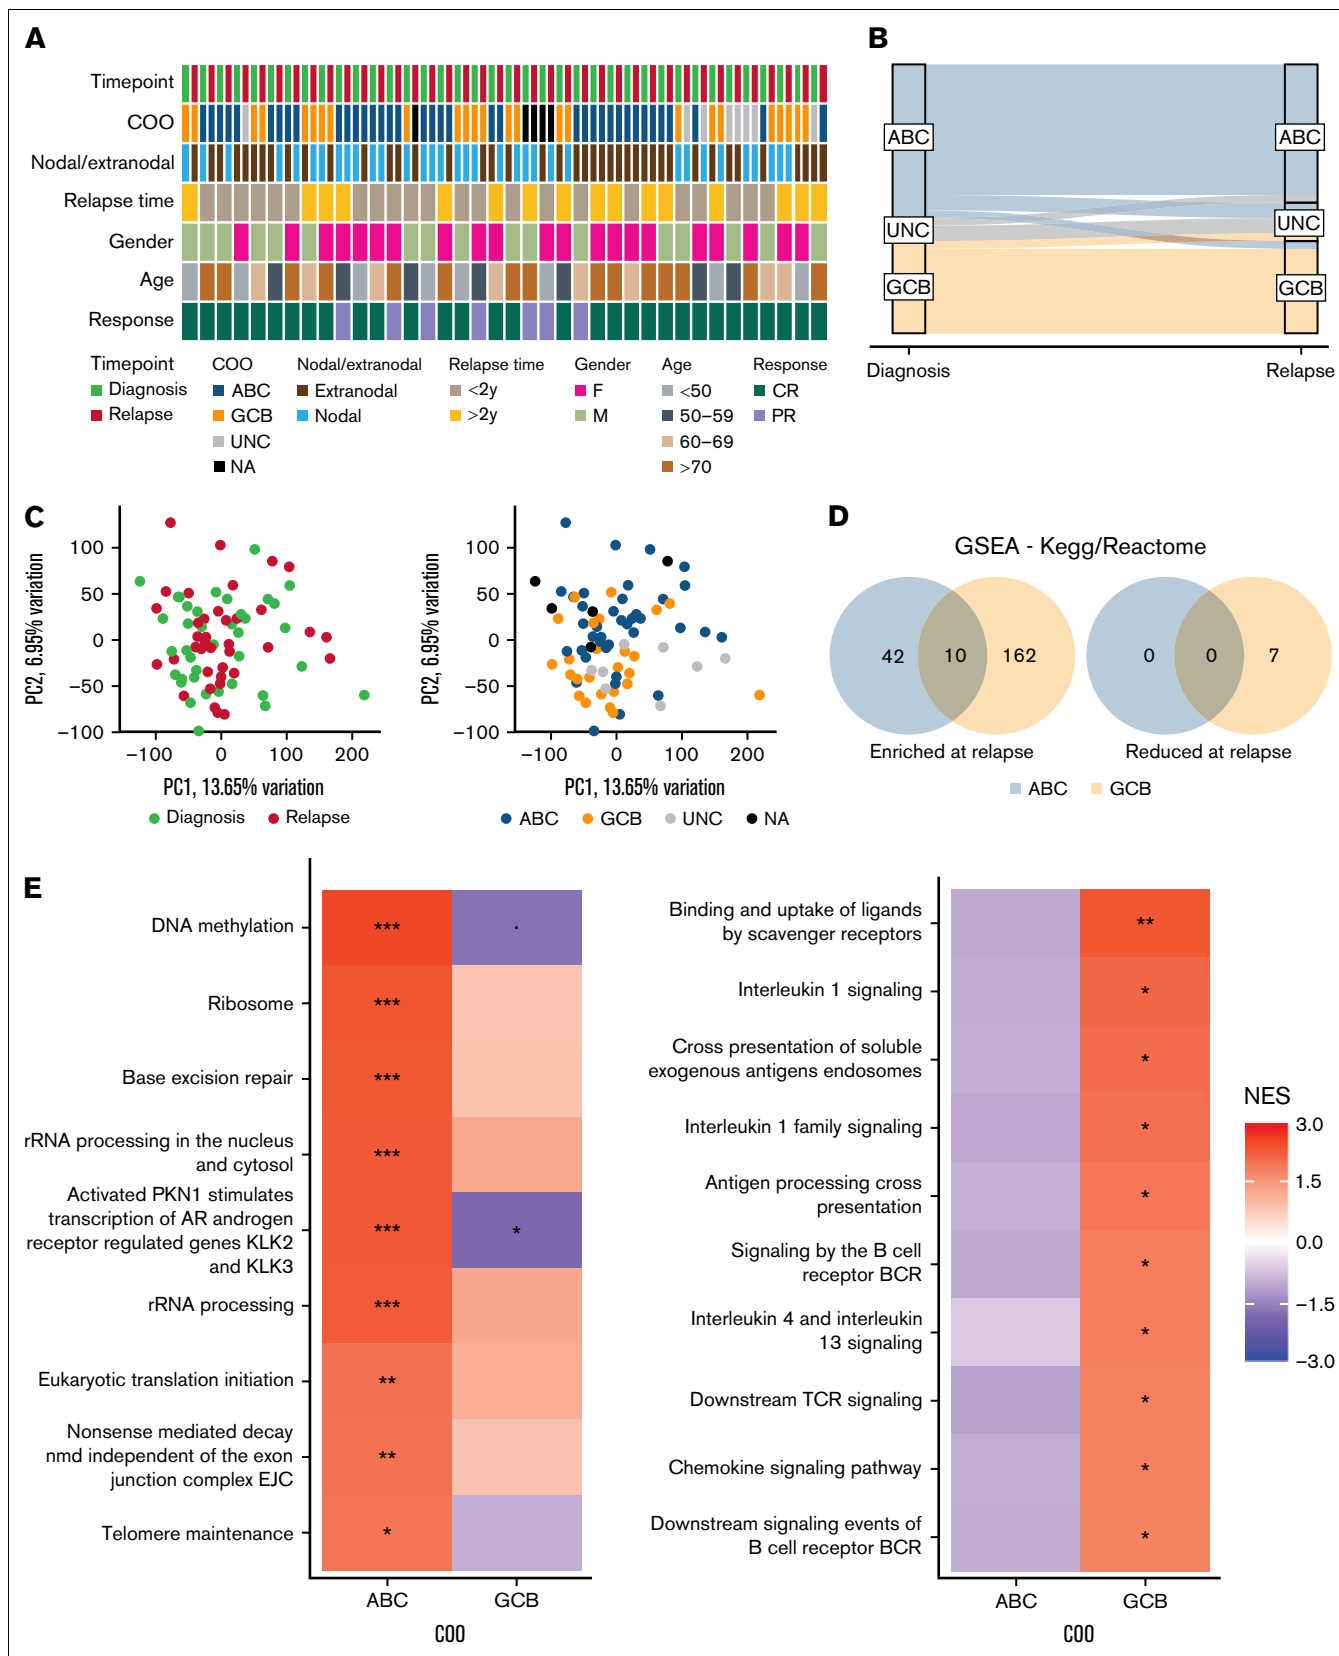 A
Timepoint
COO
Nodal/extranodal
Relapse time
Gender
Age
Response
Timepoint
Diagnosis
Relapse
COO
ABC
GCB
UNC
NA
Nodal/extranodal
Extranodal
Nodal
Relapse time
<2y
>2y
Gender
F
M
Age
<50
50–59
60–69
>70
Response
CR
PR
B
ABC
UNC
GCB
ABC
UNC
GCB
Diagnosis
Relapse
C
PC2, 6.95% variation
100
50
0
−50
−100
−100
0
100
200
PC1, 13.65% variation
Diagnosis
Relapse
PC2, 6.95% variation
100
50
0
−50
−100
−100
0
100
200
PC1, 13.65% variation
ABC
GCB
UNC
NA
D
GSEA - Kegg/Reactome
42
10
162
Enriched at relapse
0
0
7
Reduced at relapse
ABC
GCB
E
DNA methylation
***
.
Ribosome
***
Base excision repair
***
rRNA processing in the nucleus
and cytosol
***
Activated PKN1 stimulates
transcription of AR androgen
receptor regulated genes KLK2
and KLK3
***
*
rRNA processing
***
Eukaryotic translation initiation
**
Nonsense mediated decay
nmd independent of the exon
junction complex EJC
**
Telomere maintenance
*
ABC
GCB
COO
Binding and uptake of ligands
by scavenger receptors
**
Interleukin 1 signaling
*
Cross presentation of soluble
exogenous antigens endosomes
*
Interleukin 1 family signaling
*
Antigen processing cross
presentation
*
Signaling by the B cell
receptor BCR
*
Interleukin 4 and interleukin
13 signaling
*
Downstream TCR signaling
*
Chemokine signaling pathway
*
Downstream signaling events of
B cell receptor BCR
*
ABC
GCB
COO
NES
3.0
1.5
0.0
−1.5
−3.0